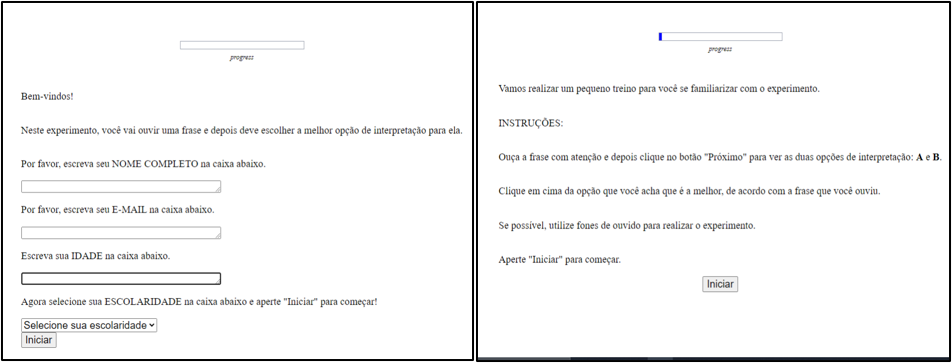 progress
Bem-vindos!
Neste experimento, você vai ouvir uma frase e depois deve escolher a melhor opção de interpretação para ela.
Por favor, escreva seu NOME COMPLETO na caixa abaixo.
Por favor, escreva seu E-MAIL na caixa abaixo.
Escreva sua IDADE na caixa abaixo.
Agora selecione sua ESCOLARIDADE na caixa abaixo e aperte "Iniciar" para começar!
Selecione sua escolaridade
Iniciar
progress
Vamos realizar um pequeno treino para você se familiarizar com o experimento.
INSTRUÇÕES:
Ouça a frase com atenção e depois clique no botão "Próximo" para ver as duas opções de interpretação: A e B.
Clique em cima da opção que você acha que é a melhor, de acordo com a frase que você ouviu.
Se possível, utilize fones de ouvido para realizar o experimento.
Aperte "Iniciar" para começar.
Iniciar